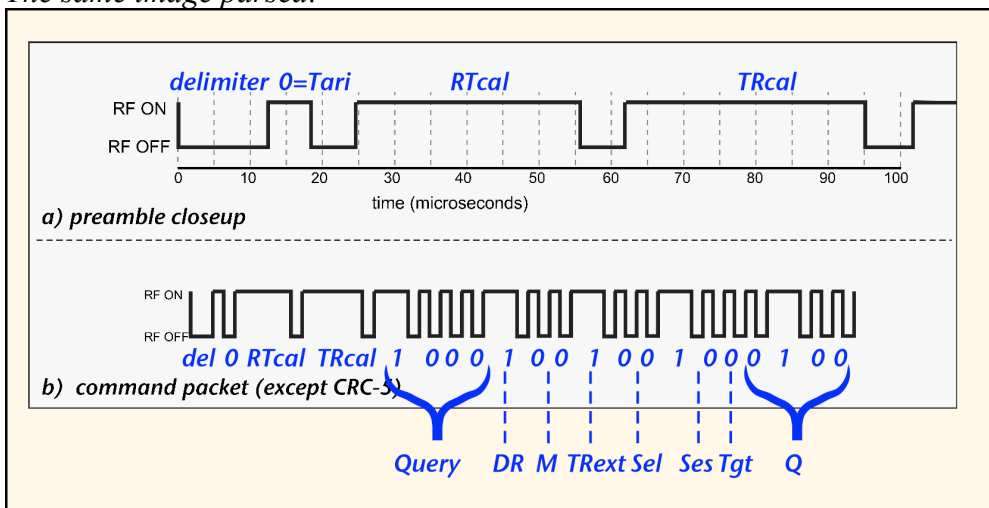 The same image parsed:
delimiter 0=Tari RTcal TRcal
RF ON
RF OFF
0 10 20 30 40 50 60 70 80 90 100
time (microseconds)
a) preamble closeup
RF ON
RF OFF
del 0 RTcal TRcal 1 0 0 0 1 0 0 1 0 0 1 0 0 0 1 0 0
b) command packet (except CRC-5)
Query DR M TRext Sel Ses Tgt Q